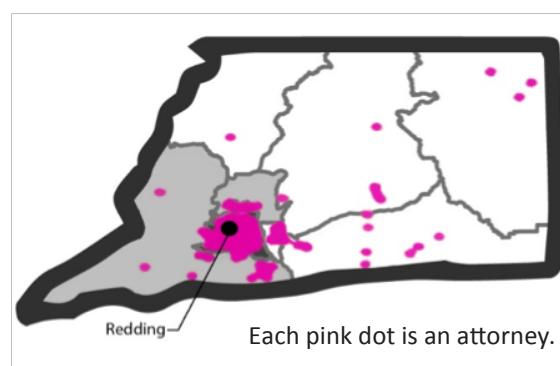 Redding
Each pink dot is an attorney.